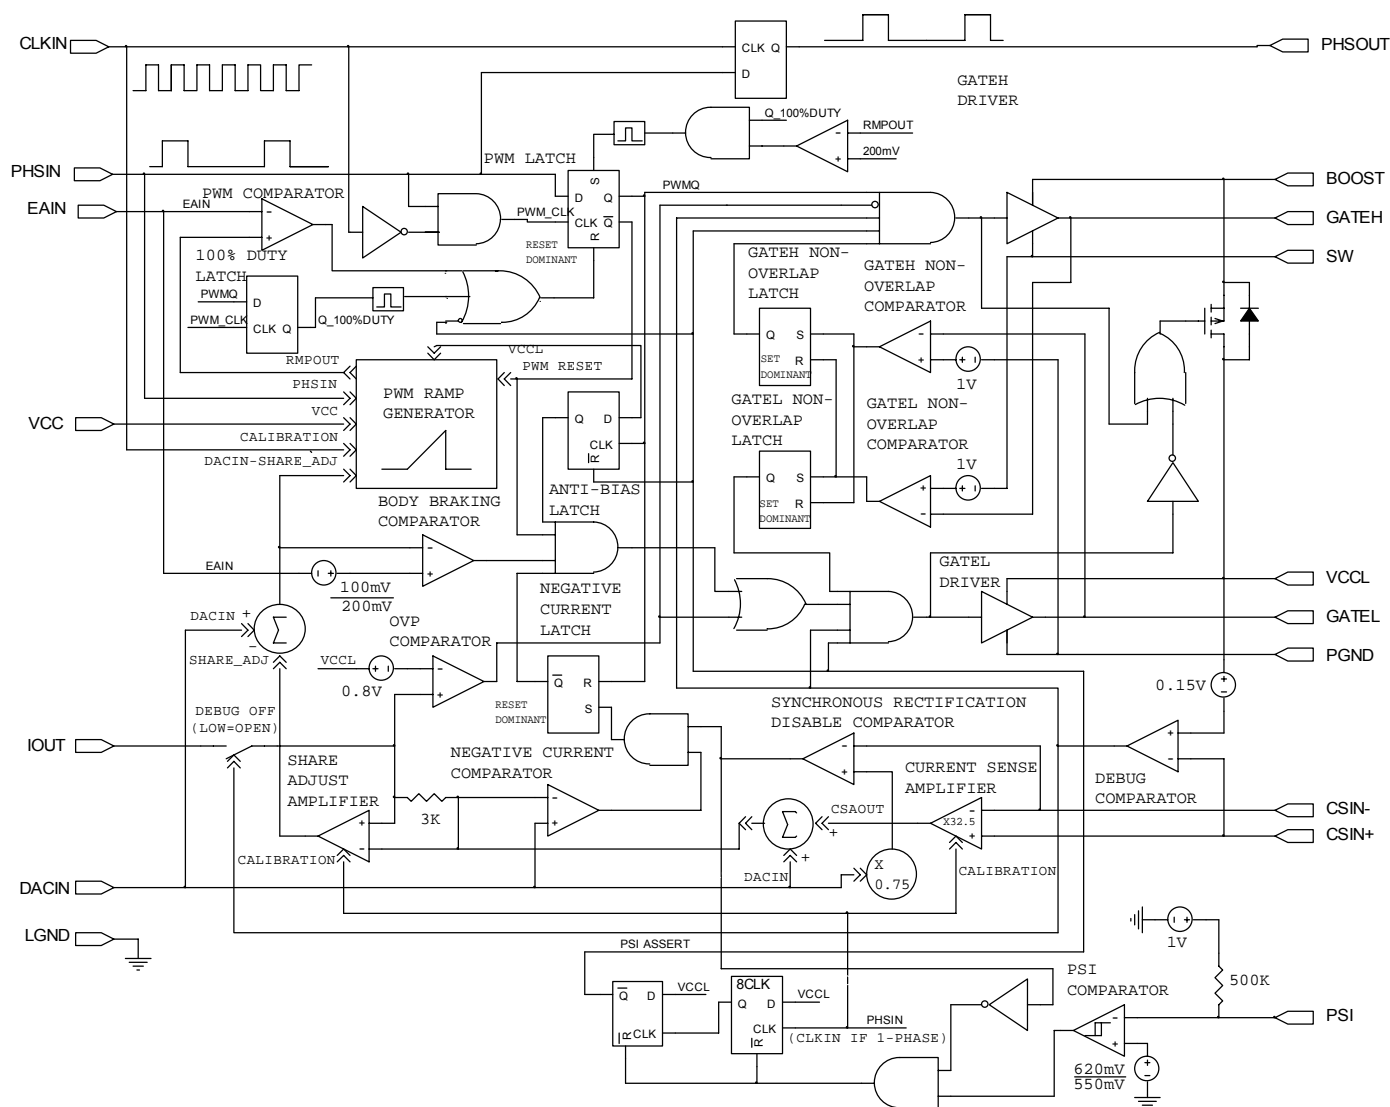 CLKIN
CLK Q
D
PHSOUT
GATEH
DRIVER
Q_100%DUTY
RMPOUT
200mV
-
+
PWM LATCH
PHSIN
S
D Q
CLK Q
R
PWMQ
PWM_CLK
RESET
DOMINANT
BOOST
PWM COMPARATOR
EAIN
EAIN
-
+
GATEH
SW
100% DUTY
LATCH
PWMQ
PWM_CLK
D
CLK Q
Q_100%DUTY
GATEH NON-
OVERLAP
LATCH
GATEH NON-
OVERLAP
COMPARATOR
Q S
R
SET
DOMINANT
-
+
1V
RMPOUT
PHSIN
VCC
CALIBRATION
DACIN-SHARE_ADJ
VCCL
PWM RESET
PWM RAMP
GENERATOR
VCC
Q D
CLK
R
ANTI-BIAS
LATCH
GATEL NON-
OVERLAP
LATCH
GATEL NON-
OVERLAP
COMPARATOR
1V
Q S
R
SET
DOMINANT
+
-
BODY BRAKING
COMPARATOR
-
+
EAIN
100mV
200mV
NEGATIVE
CURRENT
LATCH
GATEL
DRIVER
VCCL
GATEL
PGND
DACIN
+
Σ
-
SHARE_ADJ
OVP
COMPARATOR
VCCL
0.8V
-
+
Q R
S
RESET
DOMINANT
0.15V
SYNCHRONOUS RECTIFICATION
DISABLE COMPARATOR
-
+
DEBUG OFF
(LOW=OPEN)
IOUT
SHARE
ADJUST
AMPLIFIER
NEGATIVE CURRENT
COMPARATOR
3K
-
+
CURRENT SENSE
AMPLIFIER
X32.5
-
+
DEBUG
COMPARATOR
+
-
CSIN-
CSIN+
Σ
CSAOUT
+
+
DACIN
+
-
CALIBRATION
CALIBRATION
X
0.75
DACIN
LGND
1V
500K
PSI ASSERT
Q D
CLK
R
VCCL
8CLK
Q D
CLK
R
VCCL
PHSIN
(CLKIN IF 1-PHASE)
PSI
COMPARATOR
-
+
PSI
620mV
550mV